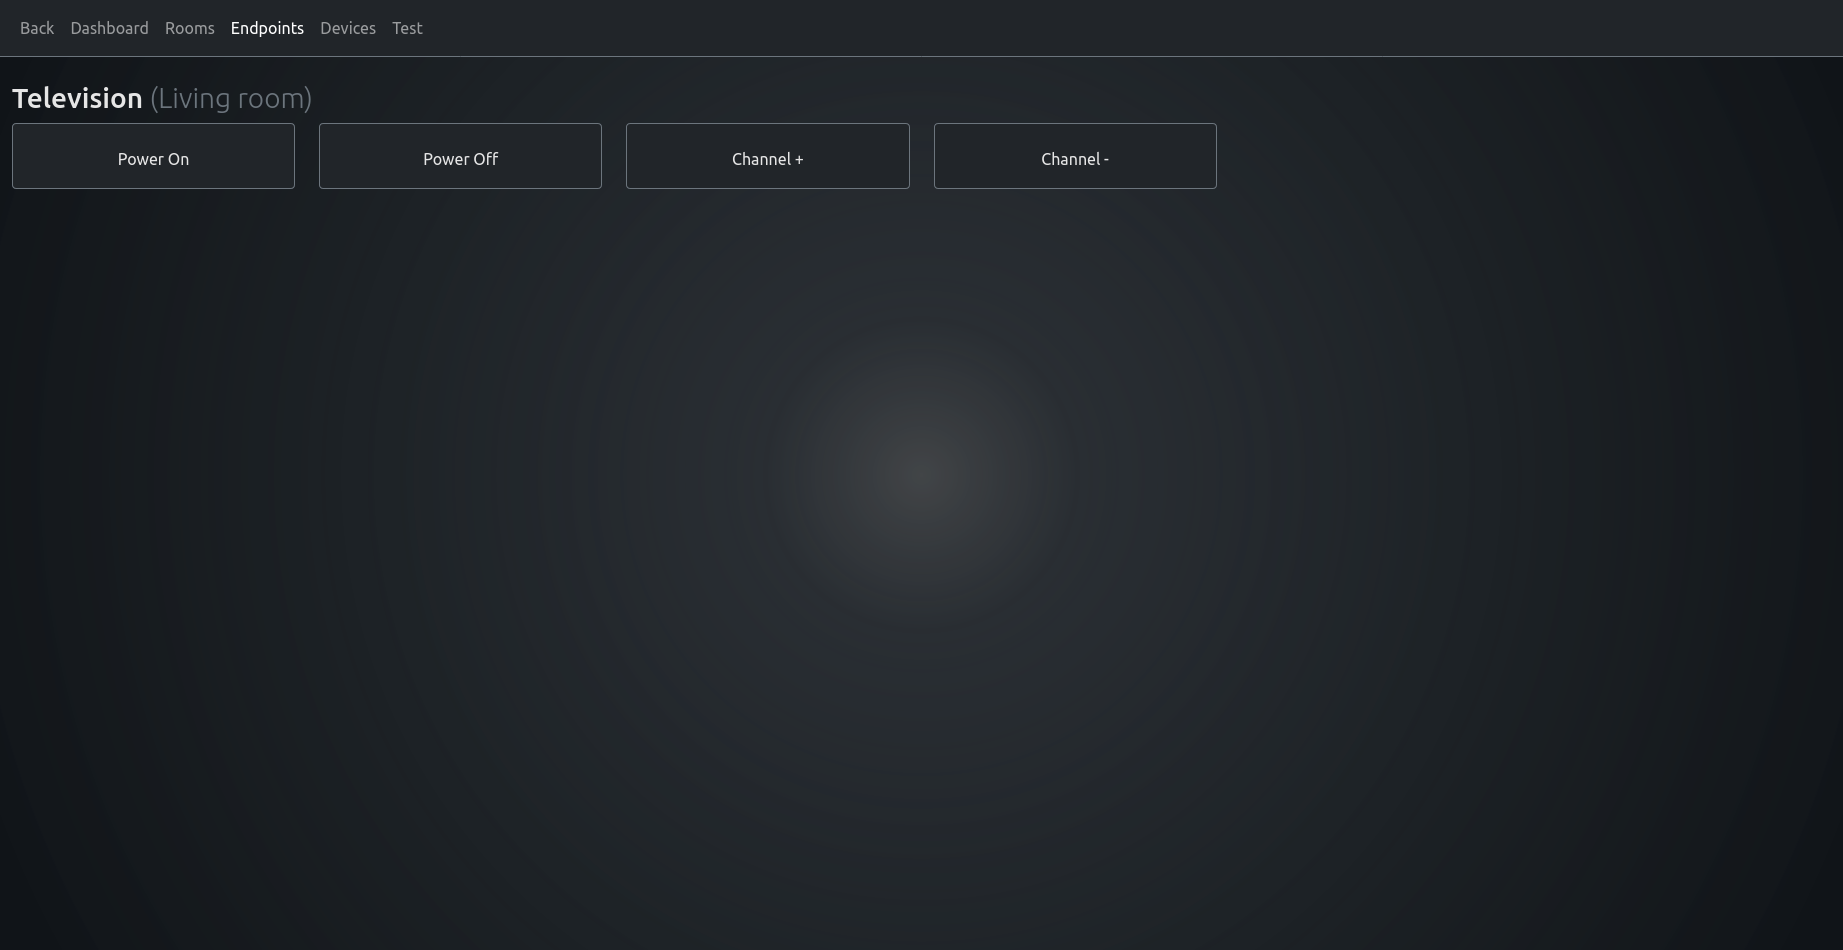 Back Dashboard Rooms Endpoints Devices Test
Television (Living room)
Power On Power Off Channel + Channel -